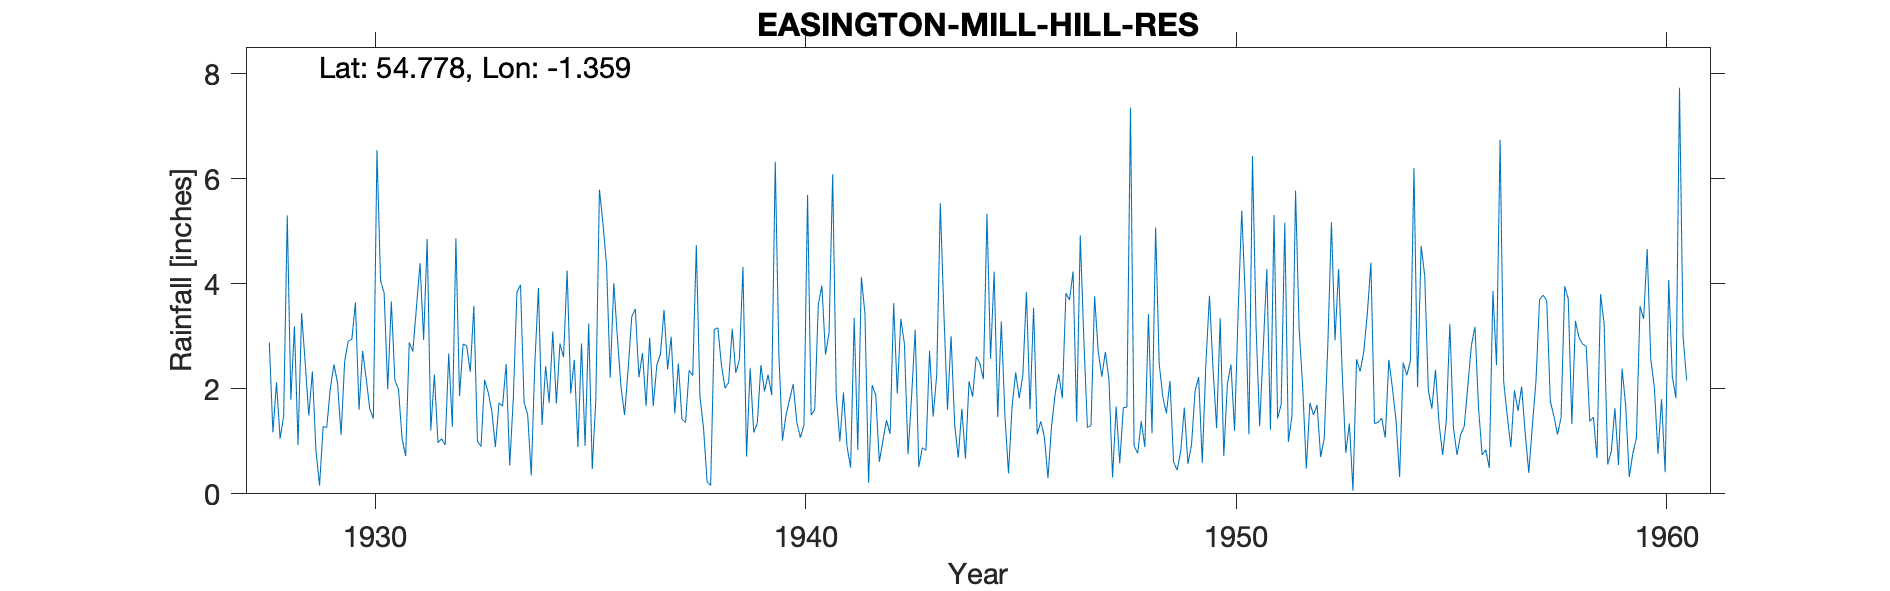 EASINGTON-MILL-HILL-RES
Lat: 54.778, Lon: -1.359
8
6
4
2
0
Rainfall [inches]
1930 1940 1950 1960
Year